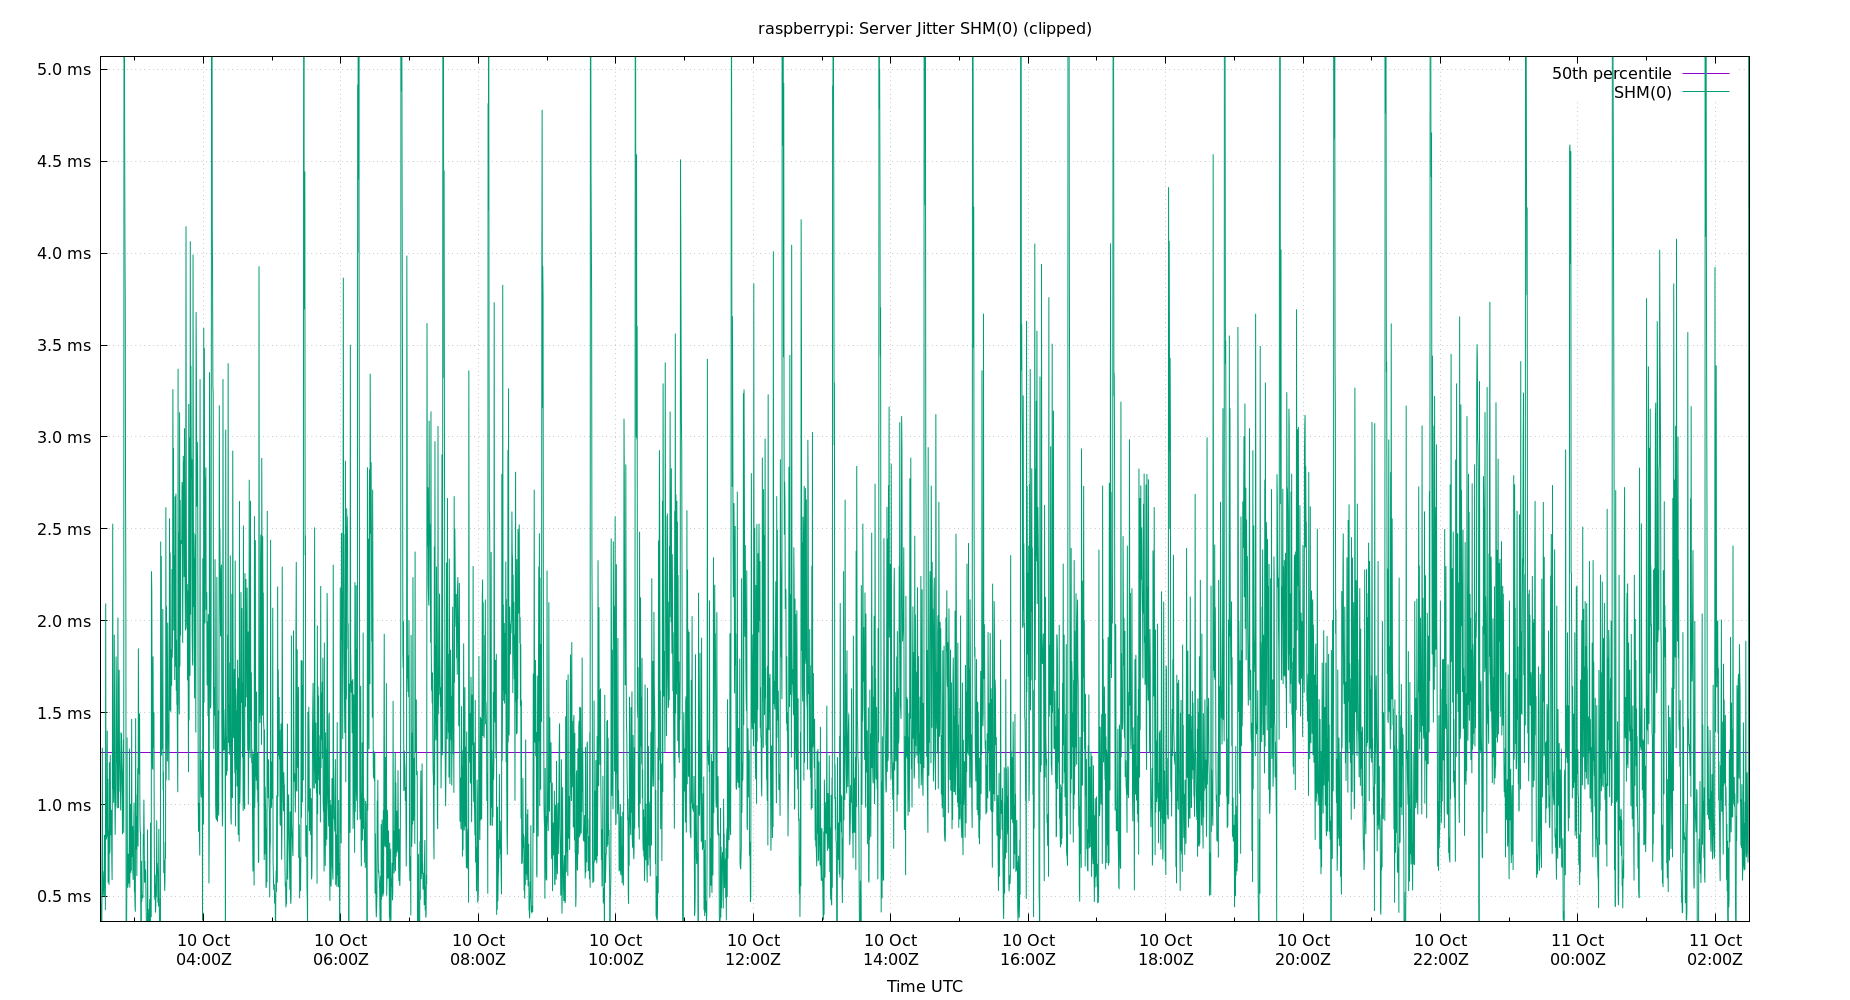 raspberrypi: Server Jitter SHM(0) (clipped)
5.0 ms
50th percentile
SHM(0)
4.5 ms
4.0 ms
3.5 ms
3.0 ms
2.5 ms
2.0 ms
1.5 ms
1.0 ms
0.5 ms
10 Oct 10 Oct 10 Oct 10 Oct 10 Oct 10 Oct 10 Oct 10 Oct 10 Oct 10 Oct 11 Oct 11 Oct
04:00Z 06:00Z 08:00Z 10:00Z 12:00Z 14:00Z 16:00Z 18:00Z 20:00Z 22:00Z 00:00Z 02:00Z
Time UTC